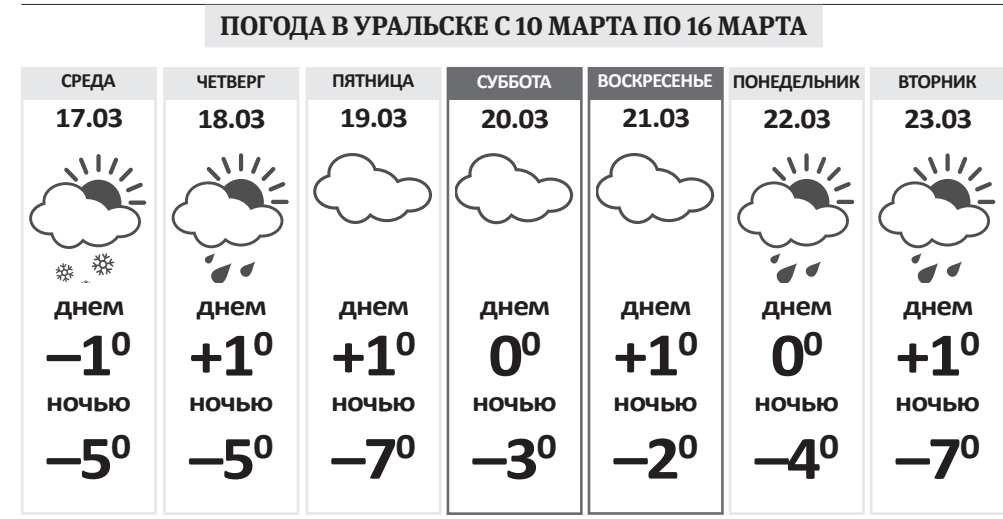 ПОГОДА В УРАЛЬСКЕ С 10 МАРТА ПО 16 МАРТА
СРЕДА ЧЕТВЕРГ ПЯТНИЦА СУББОТА ВОСКРЕСЕНЬЕ ПОНЕДЕЛЬНИК ВТОРНИК
17.03 18.03 19.03 20.03 21.03 22.03 23.03
днем днем днем днем днем днем днем
–1⁰ +1⁰ +1⁰ 0⁰ +1⁰ 0⁰ +1⁰
ночью ночью ночью ночью ночью ночью ночью
–5⁰ –5⁰ –7⁰ –3⁰ –2⁰ –4⁰ –7⁰